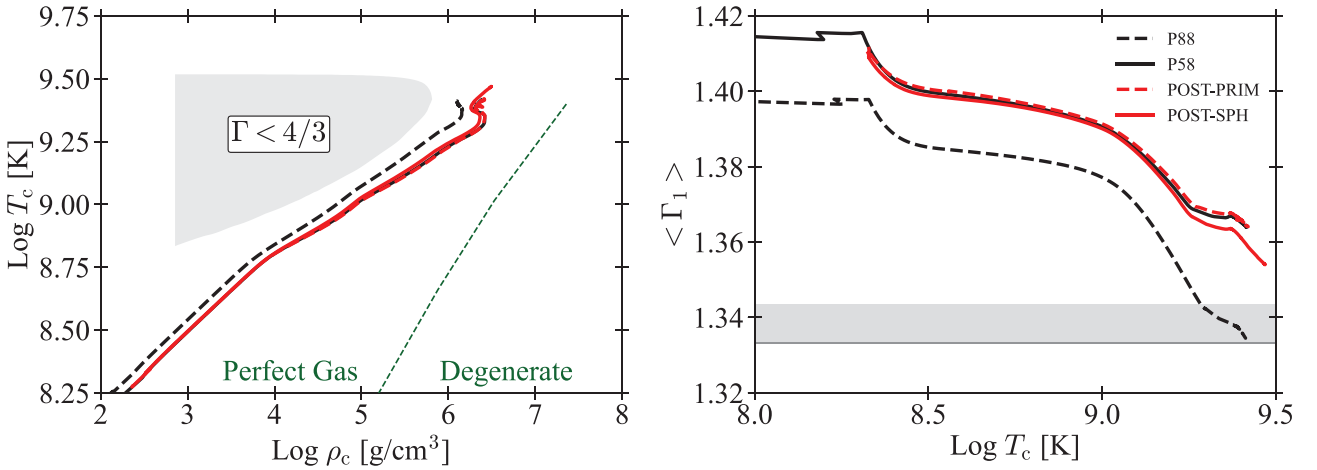 9.75
9.50
9.25
9.00
8.75
8.50
8.25
Log T_c [K]
Γ < 4/3
Perfect Gas
Degenerate
2 3 4 5 6 7 8
Log ρ_c [g/cm³]
1.42
1.40
1.38
1.36
1.34
1.32
< Γ₁ >
P88
P58
POST-PRIM
POST-SPH
8.0 8.5 9.0 9.5
Log T_c [K]